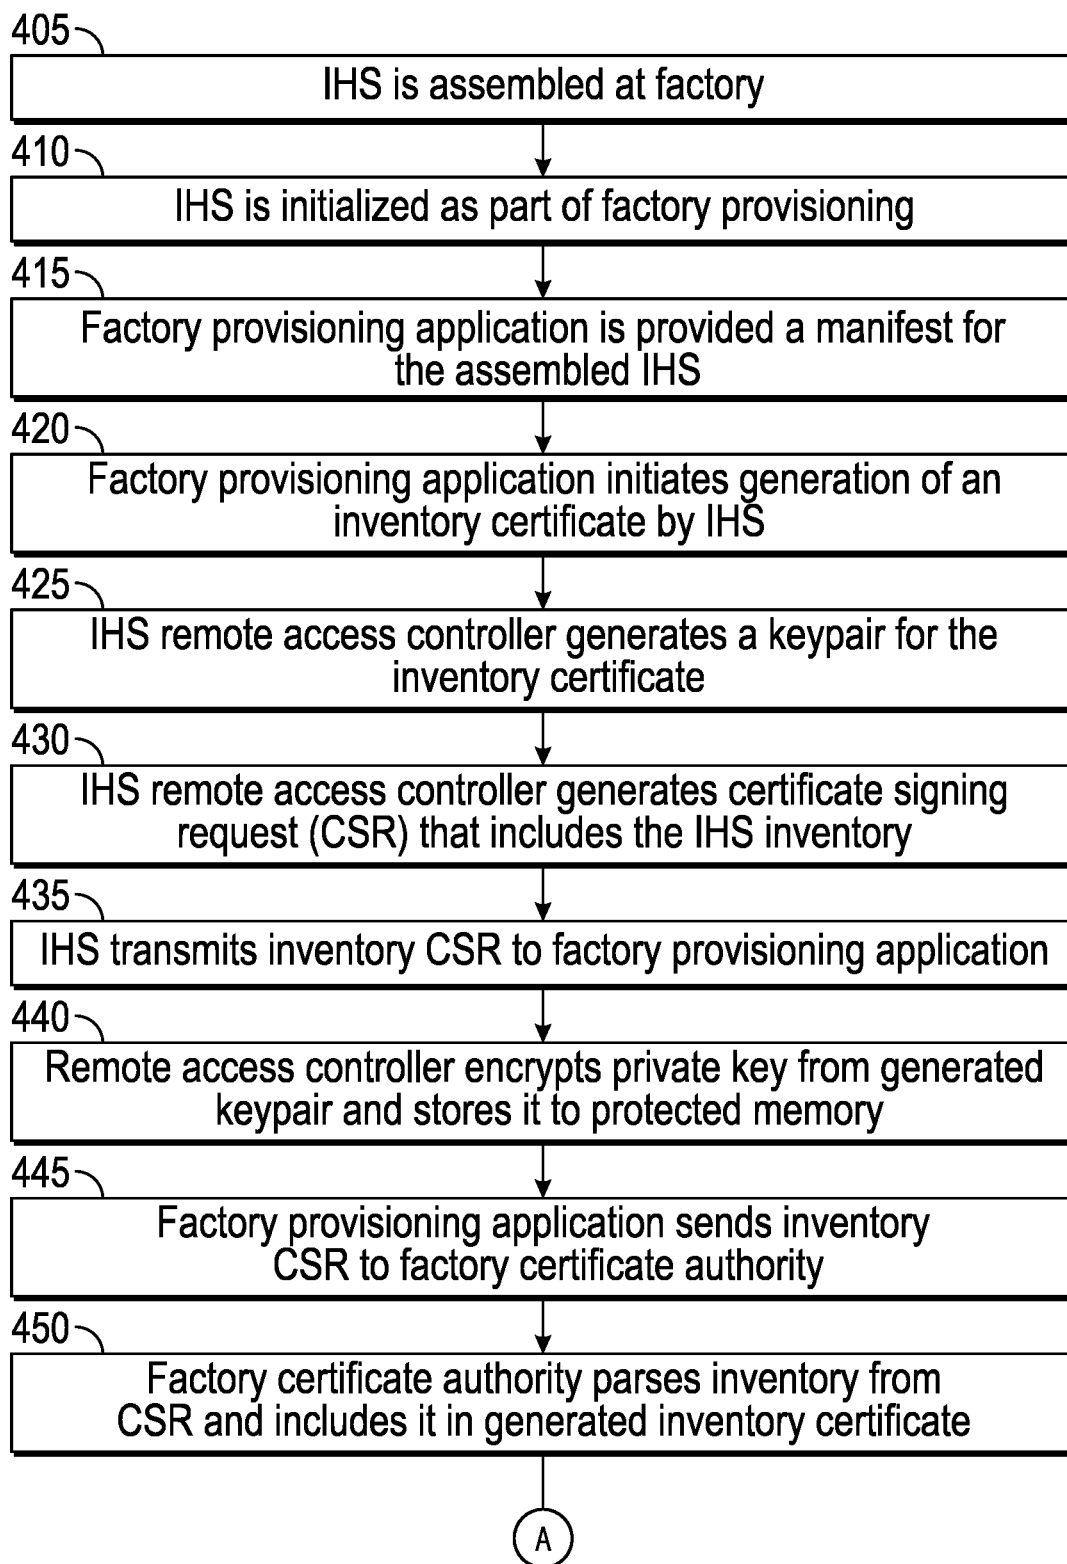 405
IHS is assembled at factory
410
IHS is initialized as part of factory provisioning
415
Factory provisioning application is provided a manifest for
the assembled IHS
420
Factory provisioning application initiates generation of an
inventory certificate by IHS
425
IHS remote access controller generates a keypair for the
inventory certificate
430
IHS remote access controller generates certificate signing
request (CSR) that includes the IHS inventory
435
IHS transmits inventory CSR to factory provisioning application
440
Remote access controller encrypts private key from generated
keypair and stores it to protected memory
445
Factory provisioning application sends inventory
CSR to factory certificate authority
450
Factory certificate authority parses inventory from
CSR and includes it in generated inventory certificate
A